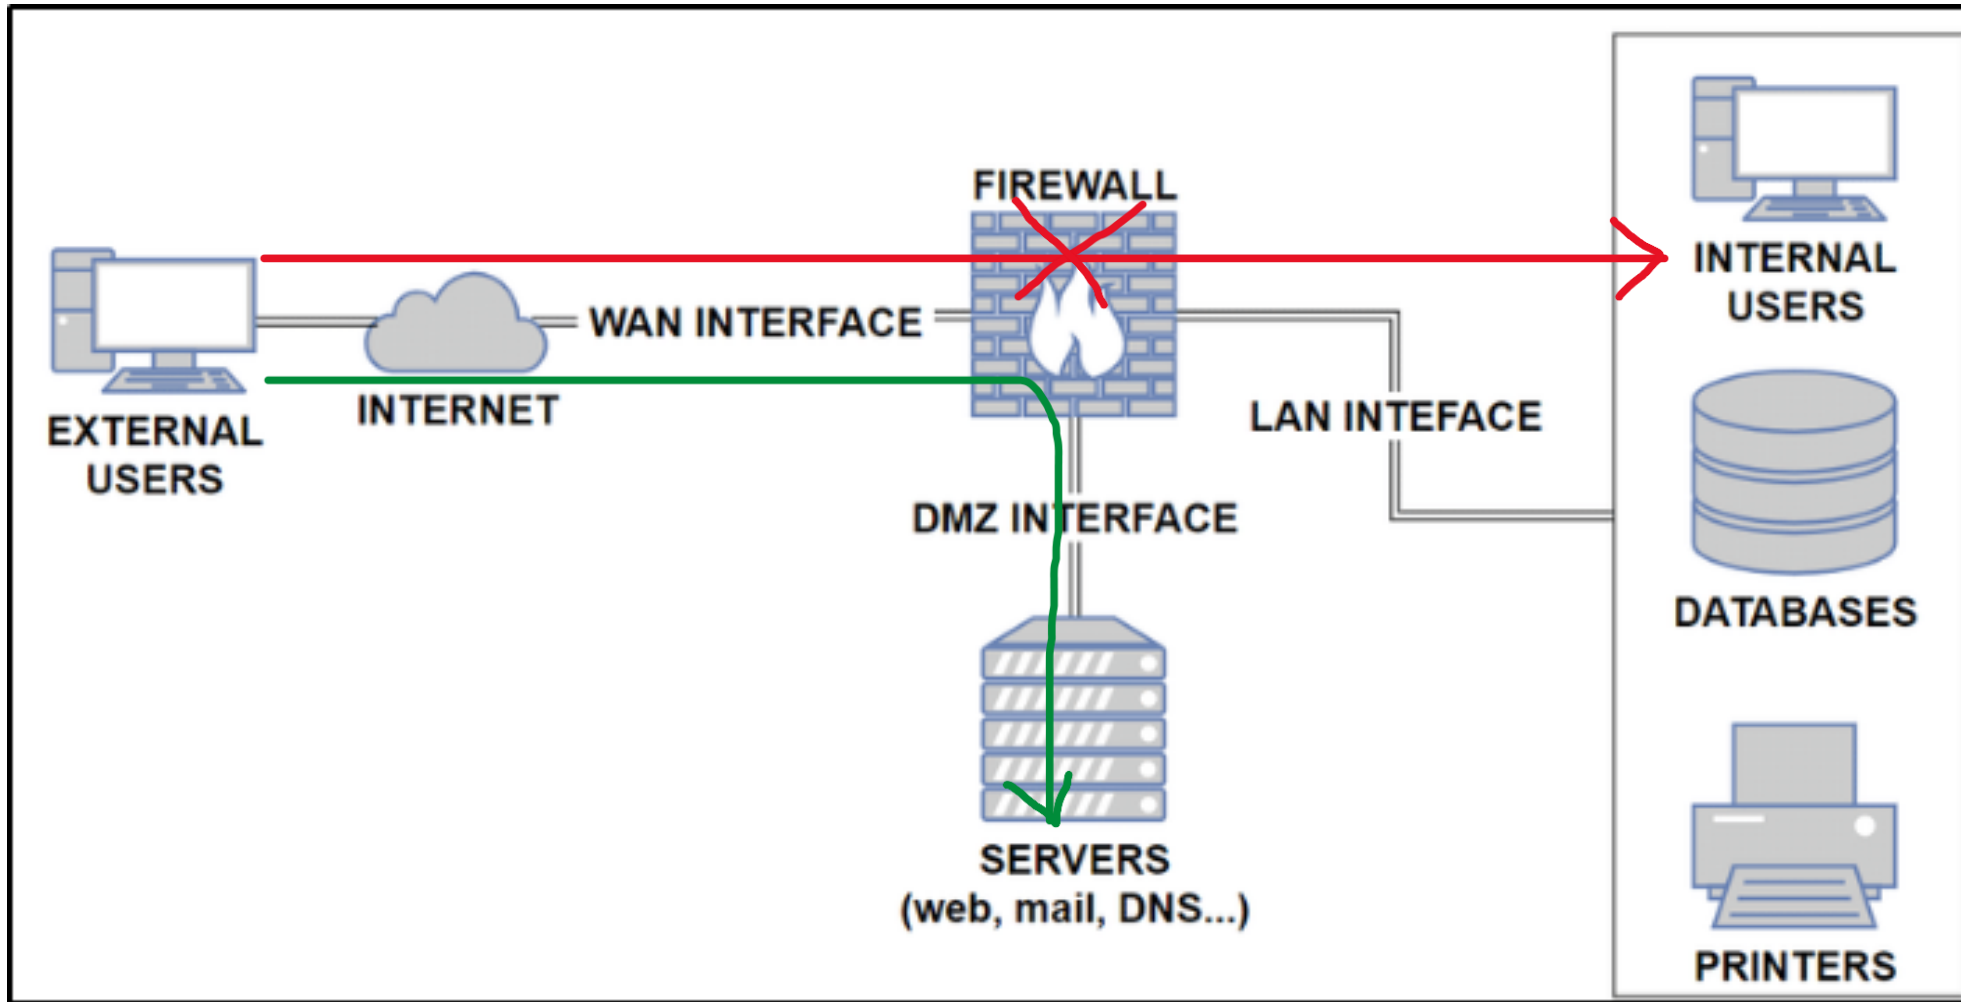 FIREWALL
EXTERNAL
USERS
INTERNET
WAN INTERFACE
DMZ INTERFACE
SERVERS
(web, mail, DNS...)
LAN INTEFACE
INTERNAL
USERS
DATABASES
PRINTERS